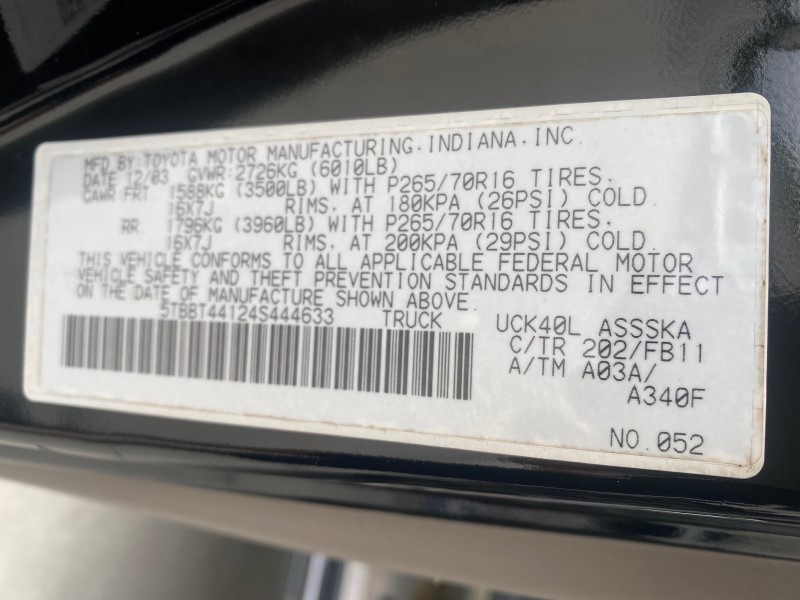 MFD. BY: TOYOTA MOTOR MANUFACTURING. INDIANA. INC.
DATE 12/03 GVWR: 2726KG (6010LB)
GAWR: FRT 1588KG (3500LB) WITH P265/70R16 TIRES.
16X7J RIMS. AT 180KPA (26PSI) COLD.
RR 1796KG (3960LB) WITH P265/70R16 TIRES.
16X7J RIMS. AT 200KPA (29PSI) COLD.
THIS VEHICLE CONFORMS TO ALL APPLICABLE FEDERAL MOTOR
VEHICLE SAFETY AND THEFT PREVENTION STANDARDS IN EFFECT
ON THE DATE OF MANUFACTURE SHOWN ABOVE.
5TBBT44124S444633 TRUCK UCK40L ASSSKA
C/TR 202/FB11
A/TM A03A/
A340F
NO. 052